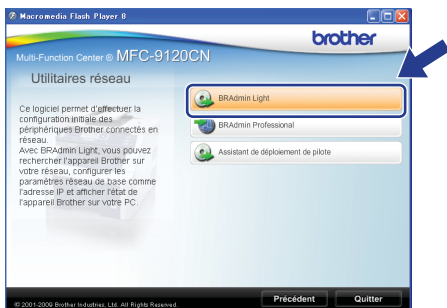 Macromedia Flash Player 8
brother
Multi-Function Center ® MFC-9120CN
Utilitaires réseau
Ce logiciel permet d'effectuer la
configuration initiale des
périphériques Brother connectés en
réseau.
Avec BRAdmin Light, vous pouvez
rechercher l'appareil Brother sur
votre réseau, configurer les
paramètres réseau de base comme
l'adresse IP et afficher l'état de
l'appareil Brother sur votre PC.
BRAdmin Light
BRAdmin Professional
Assistant de déploiement de pilote
© 2001-2009 Brother Industries, Ltd. All Rights Reserved.
Précédent
Quitter